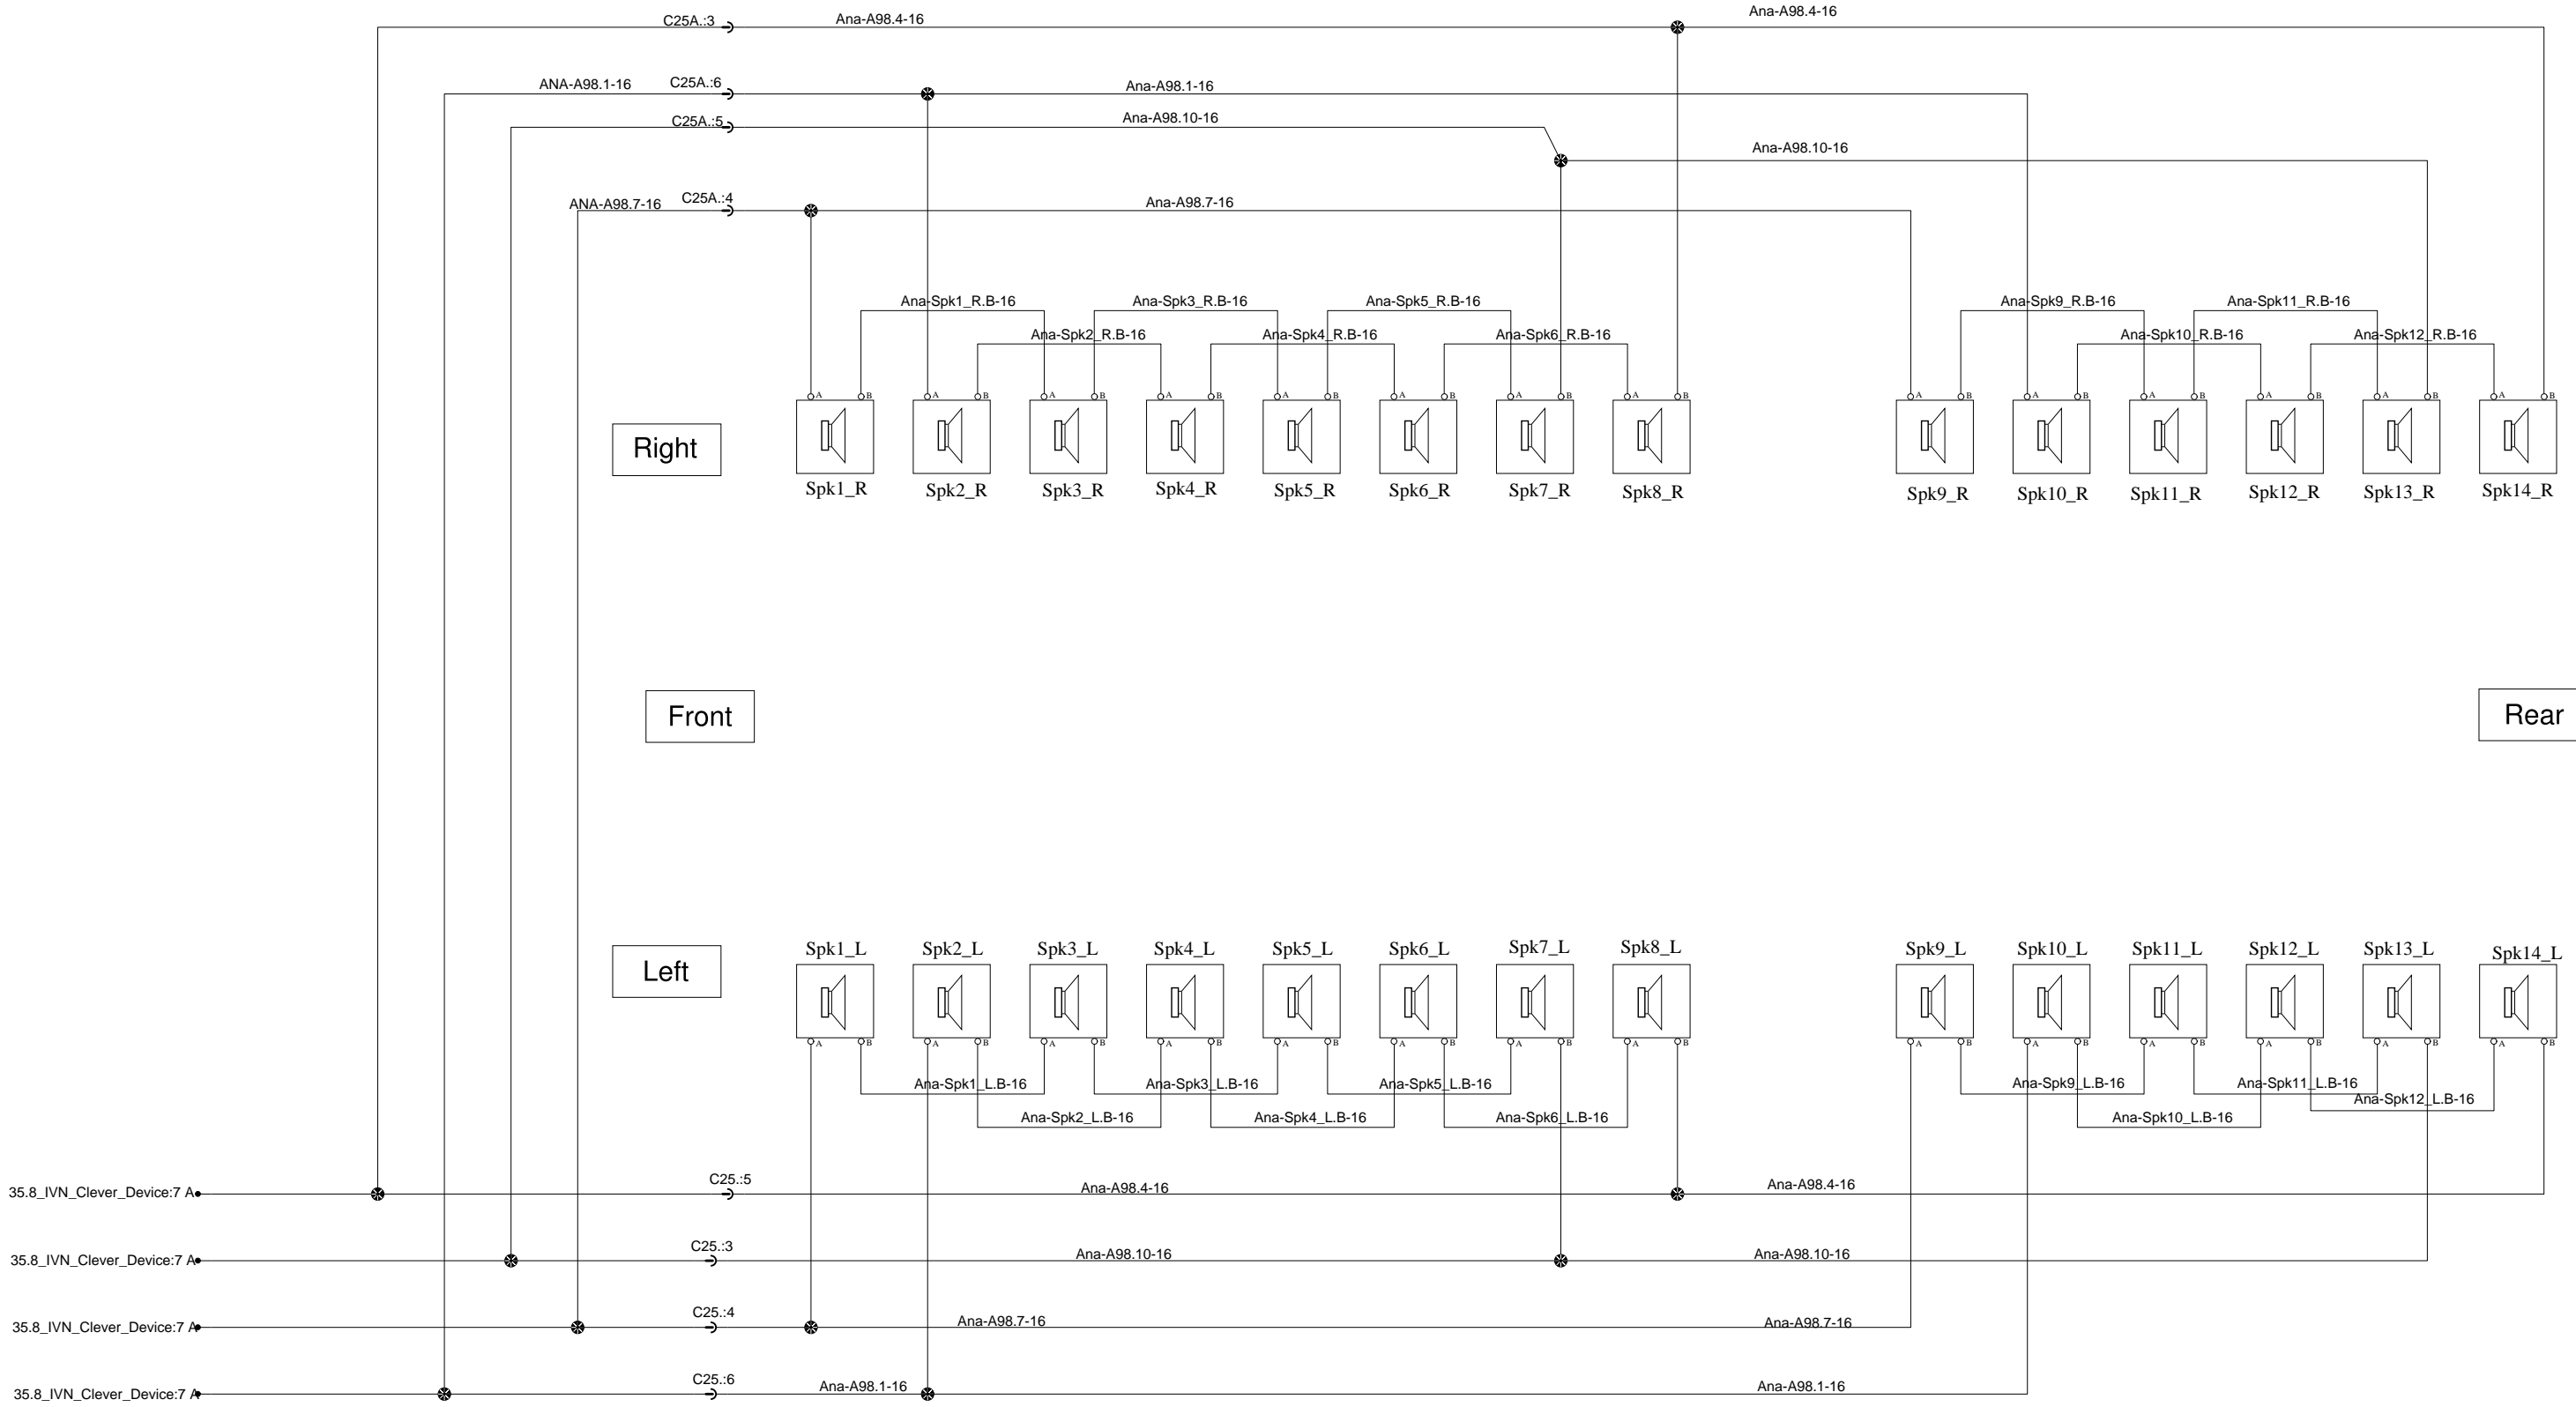 C25A.:3
Ana-A98.4-16
Ana-A98.4-16
ANA-A98.1-16
C25A.:6
Ana-A98.1-16
C25A.:5
Ana-A98.10-16
Ana-A98.10-16
ANA-A98.7-16
C25A.:4
Ana-A98.7-16
Ana-Spk1_R.B-16
Ana-Spk3_R.B-16
Ana-Spk5_R.B-16
Ana-Spk9_R.B-16
Ana-Spk11_R.B-16
Ana-Spk2_R.B-16
Ana-Spk4_R.B-16
Ana-Spk6_R.B-16
Ana-Spk10_R.B-16
Ana-Spk12_R.B-16
A B A B A B A B A B A B A B A B A B A B A B A B A B A B
Right
Spk1_R
Spk2_R
Spk3_R
Spk4_R
Spk5_R
Spk6_R
Spk7_R
Spk8_R
Spk9_R
Spk10_R
Spk11_R
Spk12_R
Spk13_R
Spk14_R
Front
Rear
Left
Spk1_L
Spk2_L
Spk3_L
Spk4_L
Spk5_L
Spk6_L
Spk7_L
Spk8_L
Spk9_L
Spk10_L
Spk11_L
Spk12_L
Spk13_L
Spk14_L
A B A B A B A B A B A B A B A B A B A B A B A B A B A B
Ana-Spk1_L.B-16
Ana-Spk3_L.B-16
Ana-Spk5_L.B-16
Ana-Spk9_L.B-16
Ana-Spk11_L.B-16
Ana-Spk12_L.B-16
Ana-Spk2_L.B-16
Ana-Spk4_L.B-16
Ana-Spk6_L.B-16
Ana-Spk10_L.B-16
35.8_IVN_Clever_Device:7 A
C25.:5
Ana-A98.4-16
Ana-A98.4-16
35.8_IVN_Clever_Device:7 A
C25.:3
Ana-A98.10-16
Ana-A98.10-16
35.8_IVN_Clever_Device:7 A
C25.:4
Ana-A98.7-16
Ana-A98.7-16
35.8_IVN_Clever_Device:7 A
C25.:6
Ana-A98.1-16
Ana-A98.1-16